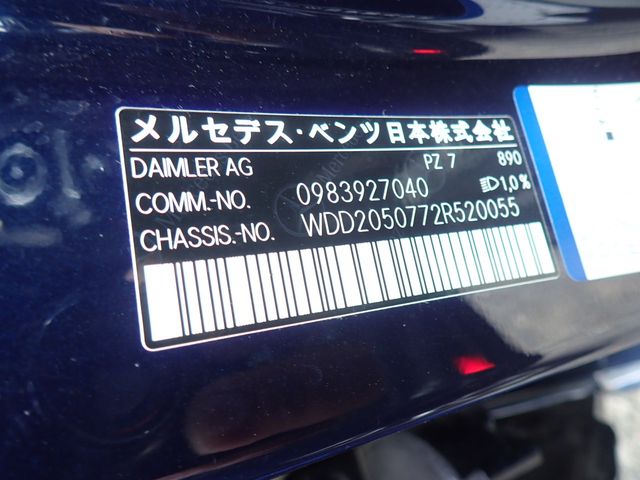 メルセデス・ベンツ日本株式会社
DAIMLER AG PZ 7 890
COMM.-NO. 0983927040 1,0%
CHASSIS.-NO. WDD2050772R520055